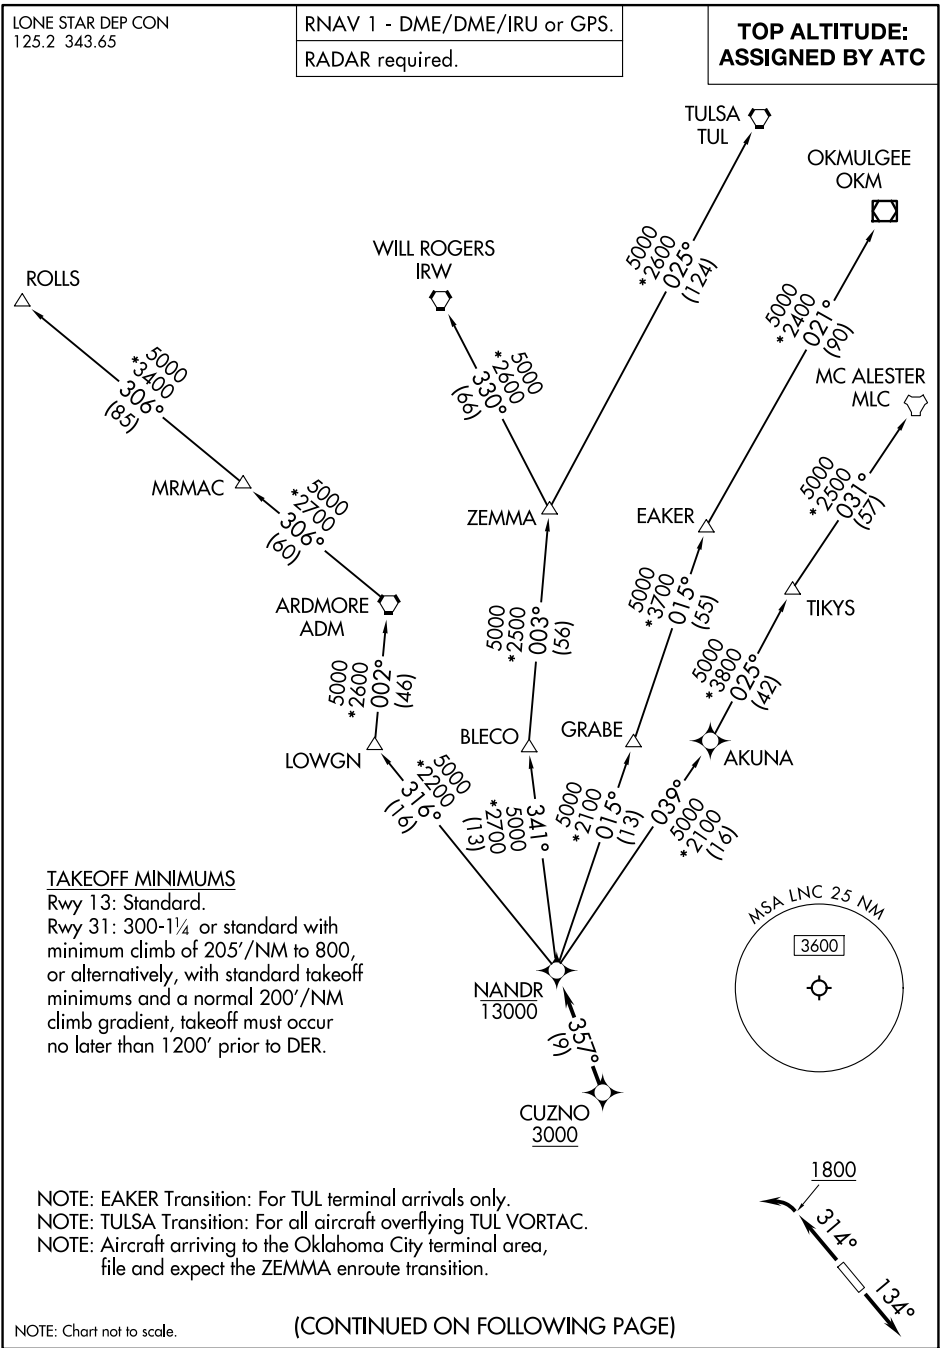 LONE STAR DEP CON
125.2 343.65
RNAV 1 - DME/DME/IRU or GPS.
RADAR required.
TOP ALTITUDE:
ASSIGNED BY ATC
TULSA
TUL
OKMULGEE
OKM
WILL ROGERS
IRW
ROLLS
5000
*2600
025°
(124)
5000
*2400
021°
(90)
5000
*3400
306°
(85)
5000
*2600
330°
(66)
MC ALESTER
MLC
MRMAC
5000
*2700
306°
(60)
ZEMMA
EAKER
5000
*2500
031°
(57)
ARDMORE
ADM
TIKYS
5000
*2500
003°
(56)
5000
*3700
015°
(55)
5000
*2600
002°
(46)
5000
*3800
025°
(42)
LOWGN
BLECO
GRABE
AKUNA
5000
*2200
316°
(16)
341°
5000
*2700
(13)
5000
*2100
015°
(13)
039°
5000
*2100
(16)
TAKEOFF MINIMUMS
Rwy 13: Standard.
Rwy 31: 300-1¼ or standard with
minimum climb of 205'/NM to 800,
or alternatively, with standard takeoff
minimums and a normal 200'/NM
climb gradient, takeoff must occur
no later than 1200' prior to DER.
MSA LNC 25 NM
3600
NANDR
13000
357°
(9)
CUZNO
3000
1800
314°
134°
NOTE: EAKER Transition: For TUL terminal arrivals only.
NOTE: TULSA Transition: For all aircraft overflying TUL VORTAC.
NOTE: Aircraft arriving to the Oklahoma City terminal area,
file and expect the ZEMMA enroute transition.
NOTE: Chart not to scale.
(CONTINUED ON FOLLOWING PAGE)